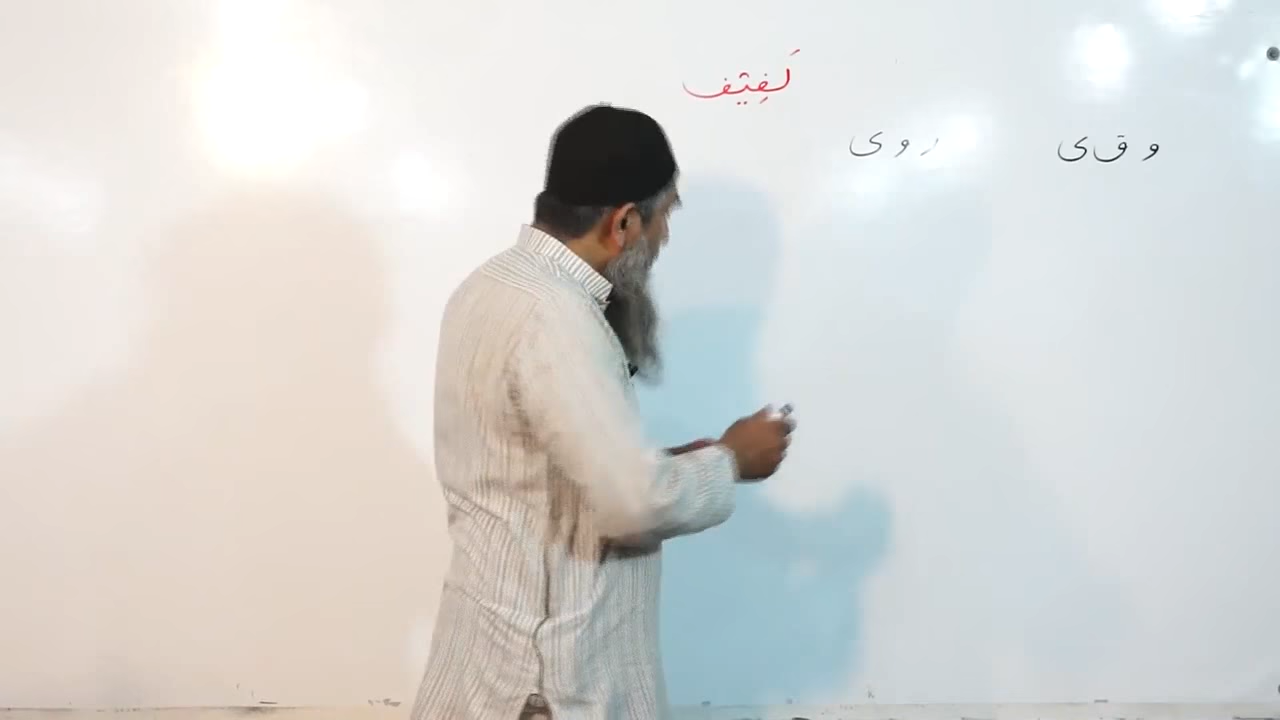 لَفِيف
و ق ی
ر و ی